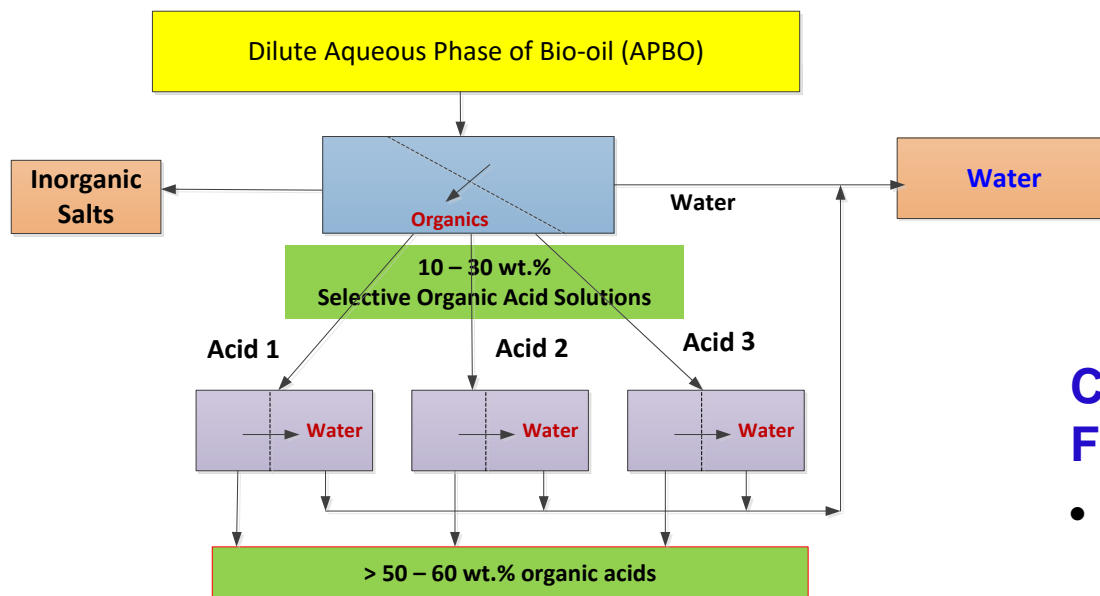 Dilute Aqueous Phase of Bio-oil (APBO)
Inorganic
Salts
Organics
Water
Water
10 – 30 wt.%
Selective Organic Acid Solutions
Acid 1
Acid 2
Acid 3
Water
Water
Water
C
F
•
> 50 – 60 wt.% organic acids